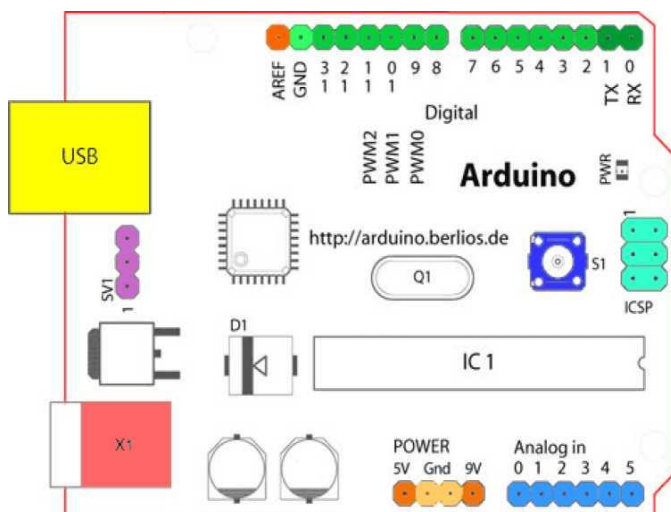 AREF
GND
13
12
11
10
9
8
7
6
5
4
3
2
1
0
TX
RX
Digital
USB
PWM2
PWM1
PWM0
Arduino
PWR
http://arduino.berlios.de
1
S1
Q1
ICSP
SV1
1
D1
IC 1
X1
POWER
5V Gnd 9V
Analog in
0 1 2 3 4 5